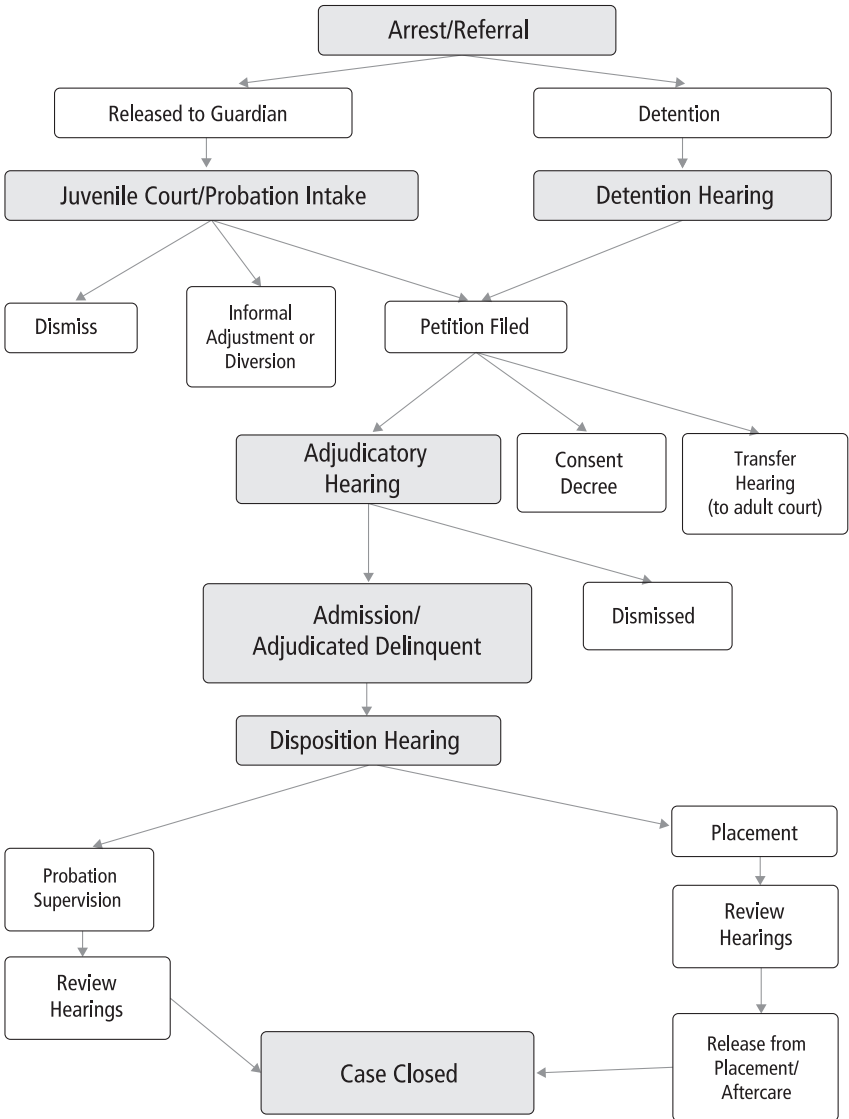 Arrest/Referral
Released to Guardian
Detention
Juvenile Court/Probation Intake
Detention Hearing
Dismiss
Informal
Adjustment or
Diversion
Petition Filed
Adjudicatory
Hearing
Consent
Decree
Transfer
Hearing
(to adult court)
Admission/
Adjudicated Delinquent
Dismissed
Disposition Hearing
Probation
Supervision
Placement
Review
Hearings
Review
Hearings
Case Closed
Release from
Placement/
Aftercare